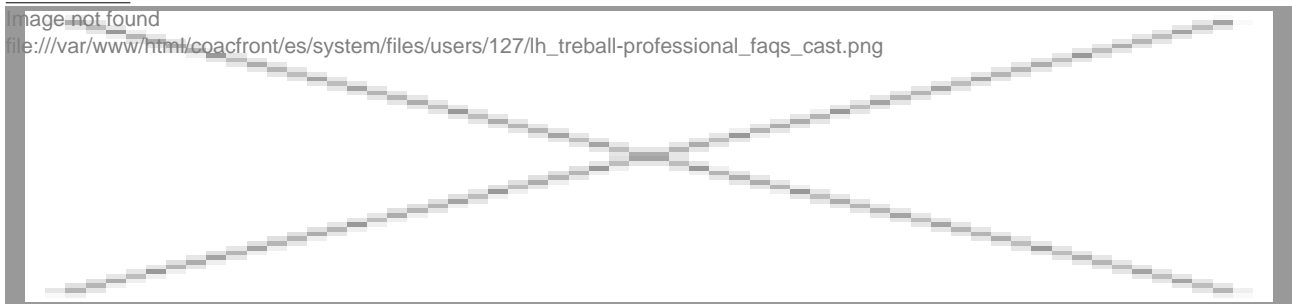 Image not found
file:///var/www/html/coacfront/es/system/files/users/127/lh_treball-professional_faqs_cast.png